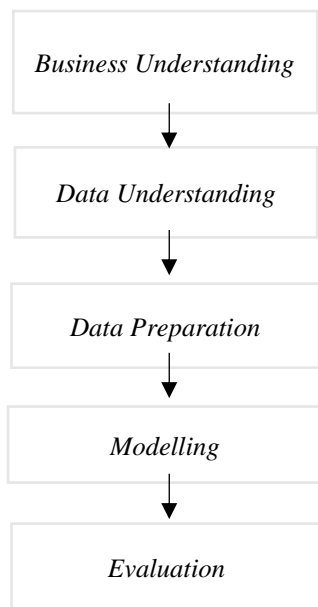 Business Understanding
Data Understanding
Data Preparation
Modelling
Evaluation